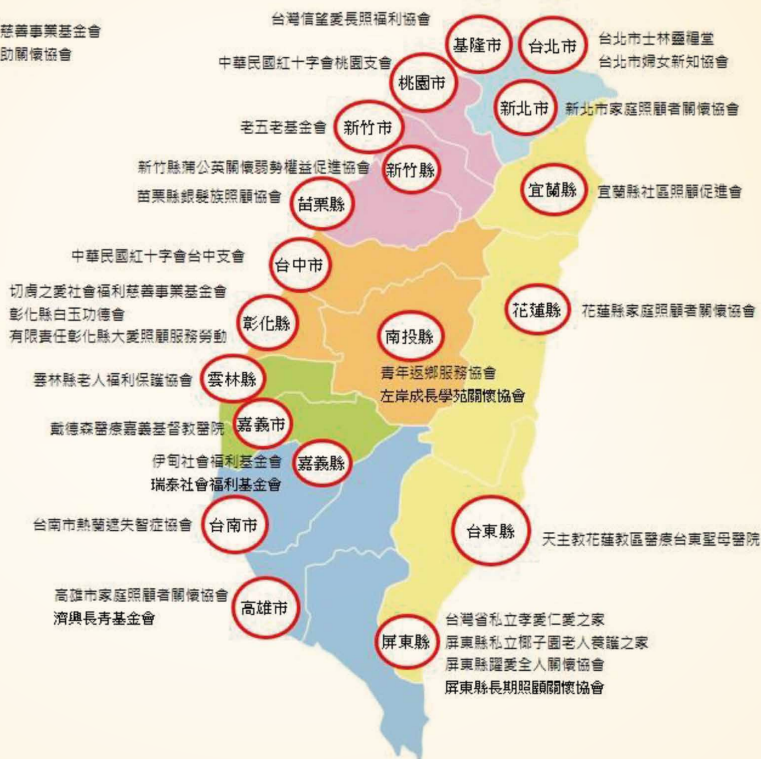 慈善事業基金會
助關懷協會
台灣信望愛長照福利協會
基隆市
台北市
台北市士林靈糧堂
台北市婦女新知協會
中華民國紅十字會桃園支會
桃園市
新北市
新北市家庭照顧者關懷協會
老五老基金會
新竹市
新竹縣蒲公英關懷弱勢權益促進協會
新竹縣
苗栗縣銀髮族照顧協會
苗栗縣
宜蘭縣
宜蘭縣社區照顧促進會
中華民國紅十字會台中支會
台中市
切膚之愛社會福利慈善事業基金會
彰化縣白玉功德會
有限責任彰化縣大愛照顧服務勞動
彰化縣
南投縣
青年返鄉服務協會
左岸成長學苑關懷協會
花蓮縣
花蓮縣家庭照顧者關懷協會
雲林縣老人福利保護協會
雲林縣
戴德森醫療嘉義基督教醫院
嘉義市
伊甸社會福利基金會
瑞泰社會福利基金會
嘉義縣
台南市熱蘭遮失智症協會
台南市
台東縣
天主教花蓮教區醫療台東聖母醫院
高雄市家庭照顧者關懷協會
濟興長青基金會
高雄市
屏東縣
台灣省私立孝愛仁愛之家
屏東縣私立椰子園老人養護之家
屏東縣躍愛全人關懷協會
屏東縣長期照顧關懷協會